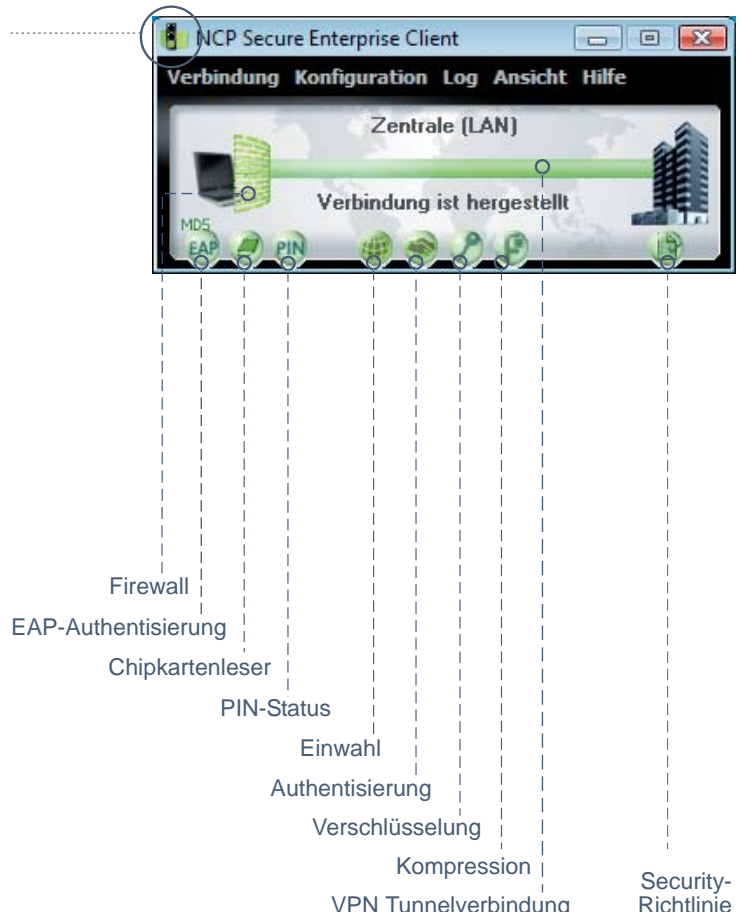 NCP Secure Enterprise Client
Verbindung Konfiguration Log Ansicht Hilfe
Zentrale (LAN)
Verbindung ist hergestellt
MD5
EAP
PIN
Firewall
EAP-Authentisierung
Chipkartenleser
PIN-Status
Einwahl
Authentisierung
Verschlüsselung
Kompression
VPN Tunnelverbindung
Security-
Richtlinie